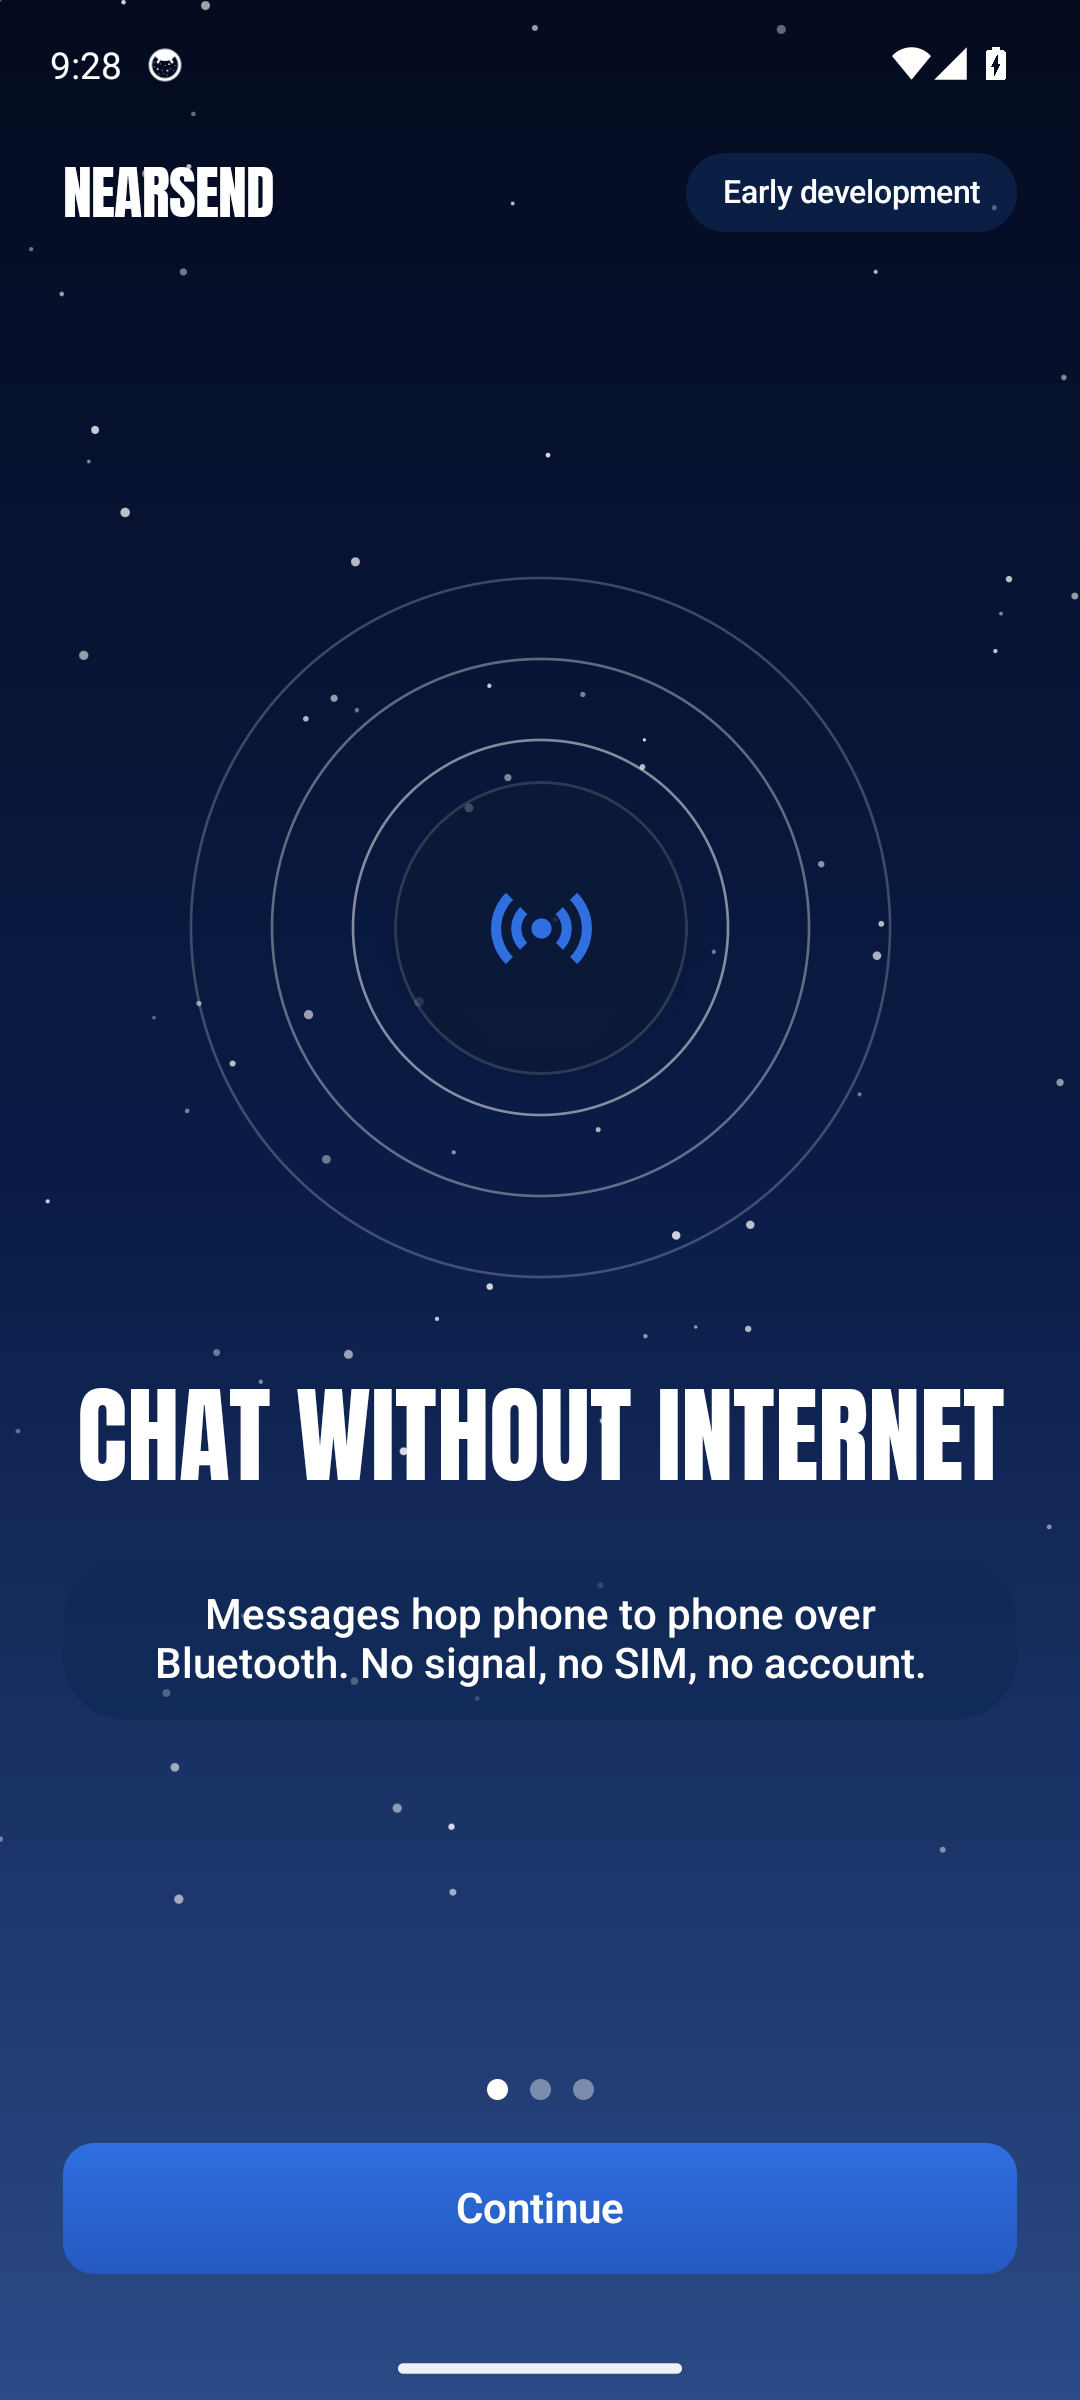 9:28
NEARSEND
Early development
CHAT WITHOUT INTERNET
Messages hop phone to phone over
Bluetooth. No signal, no SIM, no account.
Continue